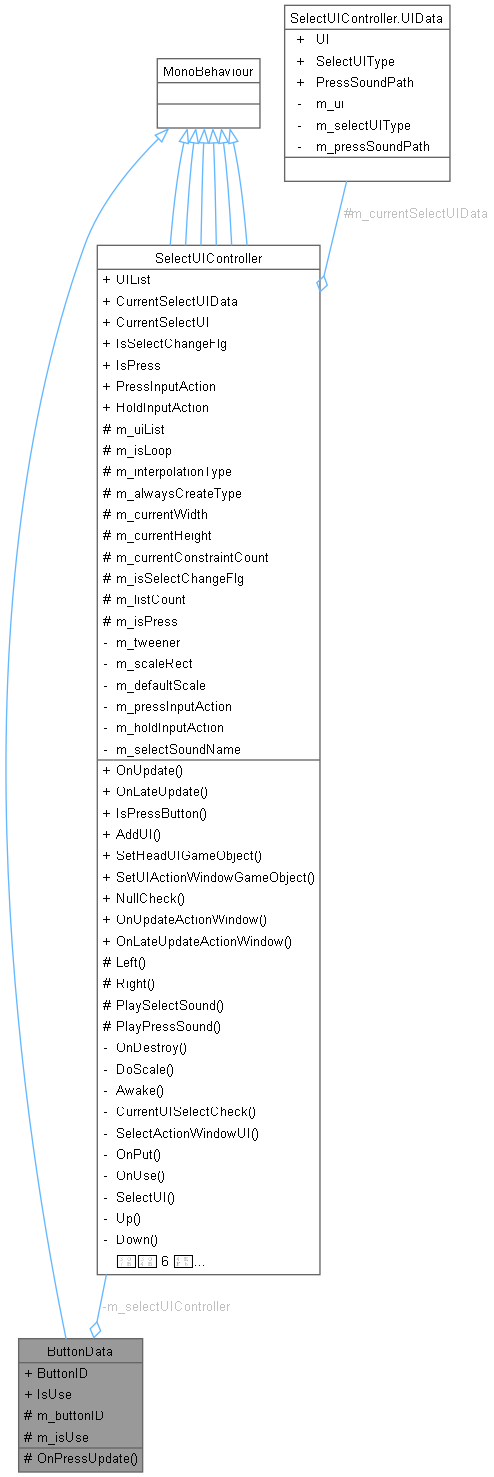 SelectUIController.UIData
+ UI
+ SelectUIType
+ PressSoundPath
- m_ui
- m_selectUIType
- m_pressSoundPath
MonoBehaviour
#m_currentSelectUIData
SelectUIController
+ UIList
+ CurrentSelectUIData
+ CurrentSelectUI
+ IsSelectChangeFlg
+ IsPress
+ PressInputAction
+ HoldInputAction
# m_uiList
# m_isLoop
# m_interpolationType
# m_alwaysCreateType
# m_currentWidth
# m_currentHeight
# m_currentConstraintCount
# m_isSelectChangeFlg
# m_listCount
# m_isPress
- m_tweener
- m_scaleRect
- m_defaultScale
- m_pressInputAction
- m_holdInputAction
- m_selectSoundName
+ OnUpdate()
+ OnLateUpdate()
+ IsPressButton()
+ AddUI()
+ SetHeadUIGameObject()
+ SetUIActionWindowGameObject()
+ NullCheck()
+ OnUpdateActionWindow()
+ OnLateUpdateActionWindow()
# Left()
# Right()
# PlaySelectSound()
# PlayPressSound()
- OnDestroy()
- DoScale()
- Awake()
- CurrentUISelectCheck()
- SelectActionWindowUI()
- OnPut()
- OnUse()
- SelectUI()
- Up()
- Down()
6 ...
-m_selectUIController
ButtonData
+ ButtonID
+ IsUse
# m_buttonID
# m_isUse
# OnPressUpdate()